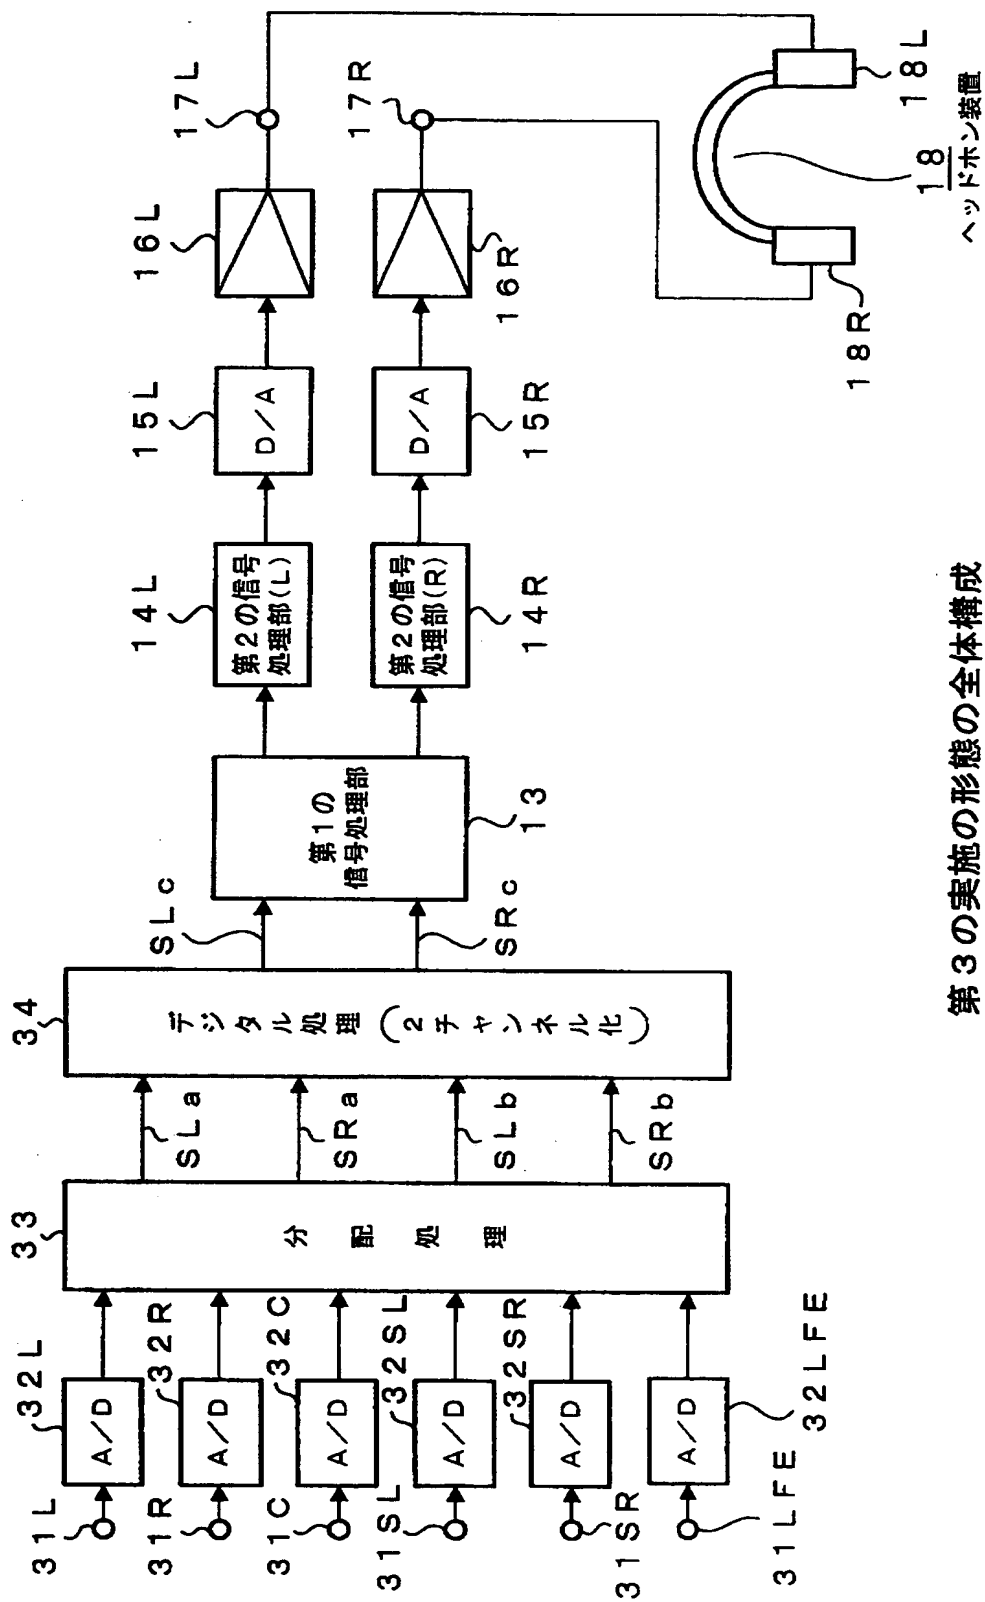 31L
31R
31C
31SL
31SR
31LFE
32L
32R
32C
32SL
32SR
32LFE
A/D
A/D
A/D
A/D
A/D
A/D
33
分配処理
SLa
SRa
SLb
SRb
34
デジタル処理(2チャンネル化)
SLc
SRc
第1の
信号処理部
13
14L
第2の信号
処理部(L)
第2の信号
処理部(R)
14R
15L
D/A
D/A
15R
16L
16R
17L
17R
18L
18R
18
ヘッドホン装置
第3の実施の形態の全体構成